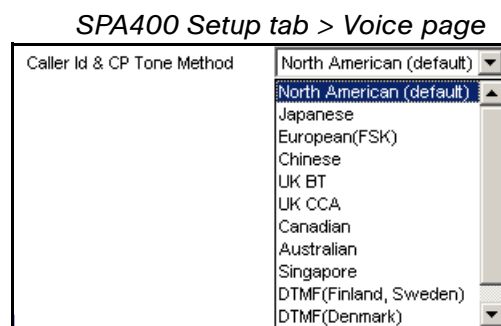 SPA400 Setup tab > Voice page
Caller Id & CP Tone Method North American (default)
North American (default)
Japanese
European(FSK)
Chinese
UK BT
UK CCA
Canadian
Australian
Singapore
DTMF(Finland, Sweden)
DTMF(Denmark)